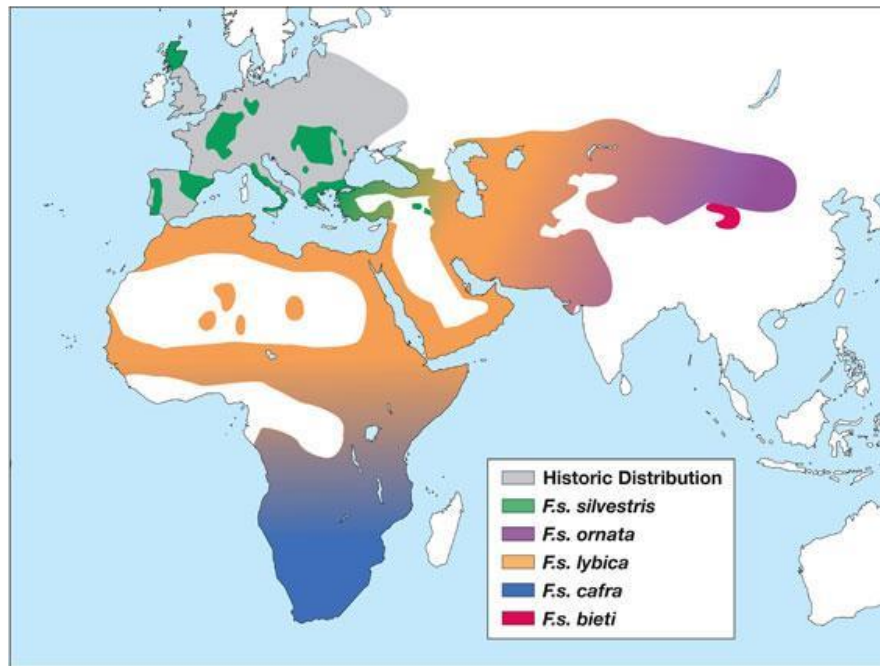 Historic Distribution
F.s. silvestris
F.s. ornata
F.s. lybica
F.s. cafra
F.s. bieti